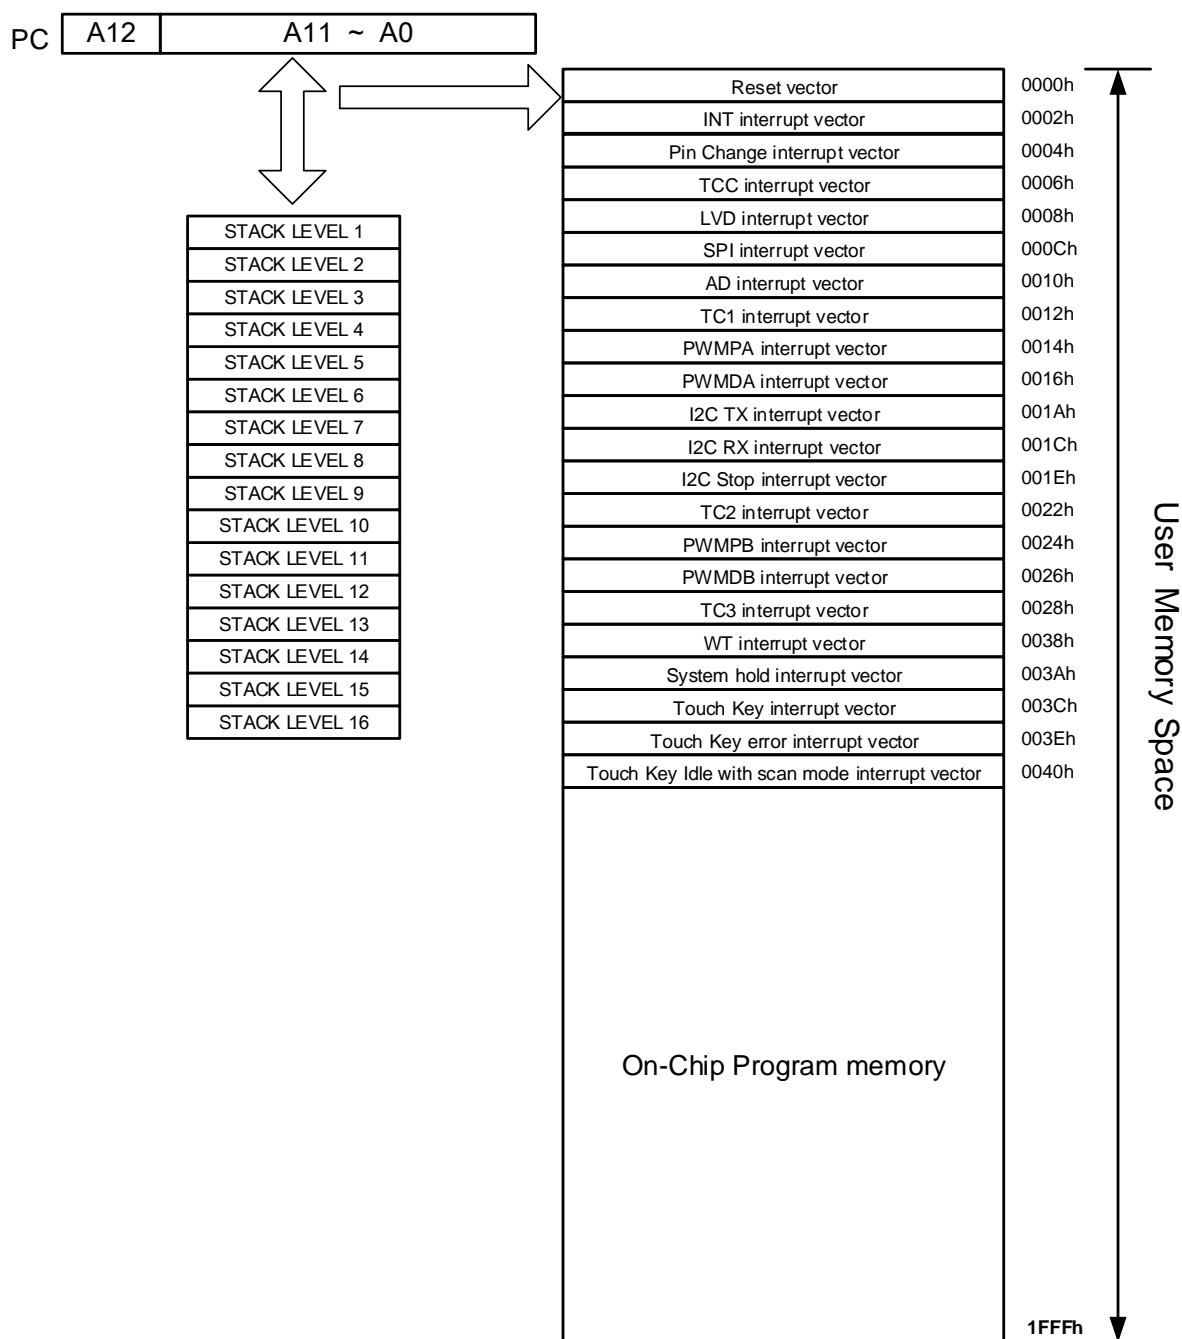 PC A12 A11 ~ A0
Reset vector 0000h
INT interrupt vector 0002h
Pin Change interrupt vector 0004h
TCC interrupt vector 0006h
LVD interrupt vector 0008h
SPI interrupt vector 000Ch
AD interrupt vector 0010h
TC1 interrupt vector 0012h
PWMPA interrupt vector 0014h
PWMDA interrupt vector 0016h
I2C TX interrupt vector 001Ah
I2C RX interrupt vector 001Ch
I2C Stop interrupt vector 001Eh
TC2 interrupt vector 0022h
PWMPB interrupt vector 0024h
PWMDB interrupt vector 0026h
TC3 interrupt vector 0028h
WT interrupt vector 0038h
System hold interrupt vector 003Ah
Touch Key interrupt vector 003Ch
Touch Key error interrupt vector 003Eh
Touch Key Idle with scan mode interrupt vector 0040h
On-Chip Program memory
1FFFh
STACK LEVEL 1
STACK LEVEL 2
STACK LEVEL 3
STACK LEVEL 4
STACK LEVEL 5
STACK LEVEL 6
STACK LEVEL 7
STACK LEVEL 8
STACK LEVEL 9
STACK LEVEL 10
STACK LEVEL 11
STACK LEVEL 12
STACK LEVEL 13
STACK LEVEL 14
STACK LEVEL 15
STACK LEVEL 16
User Memory Space